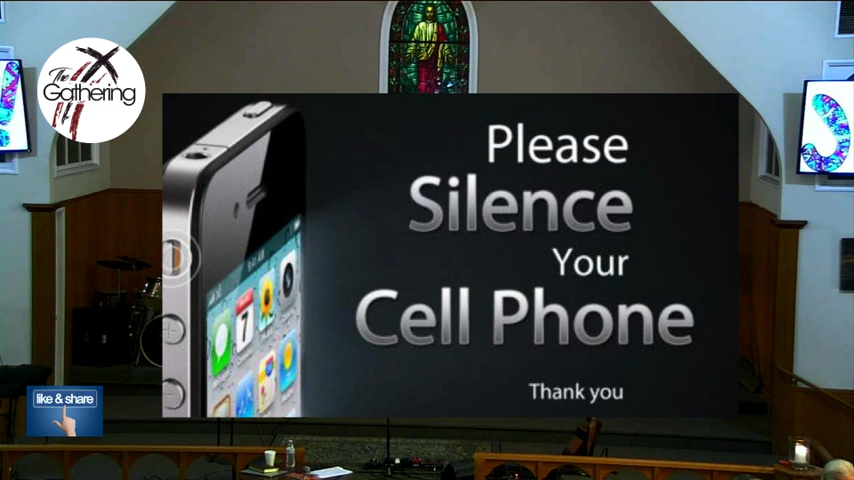 The
Gathering
Please
Silence
Your
Cell Phone
Thank you
like & share